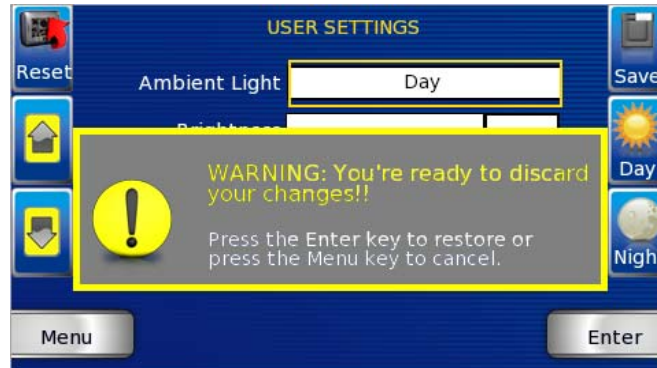 USER SETTINGS
Reset
Ambient Light
Day
Save
WARNING: You're ready to discard
your changes!!
Day
Press the Enter key to restore or
press the Menu key to cancel.
Menu
Enter